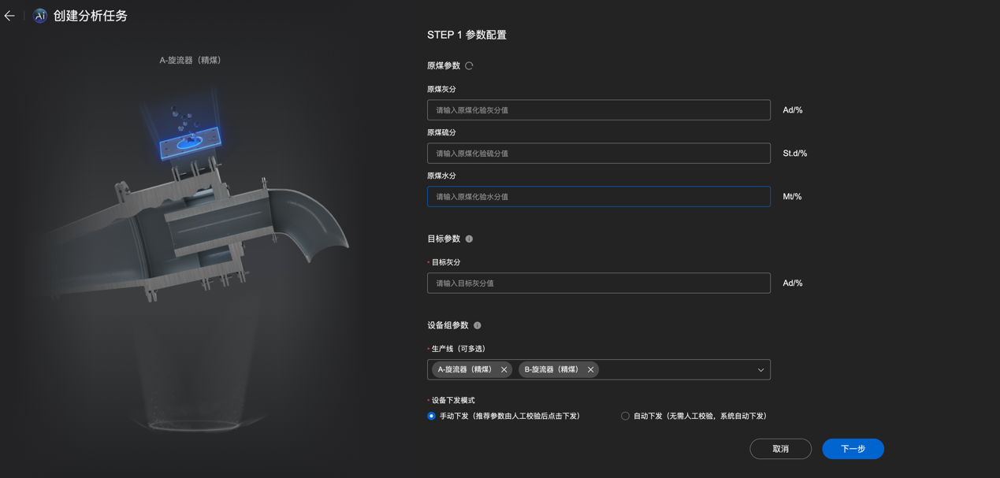 Ai 创建分析任务
A-旋流器（精煤）
STEP 1 参数配置
原煤参数
原煤灰分
请输入原煤化验灰分值 Ad/%
原煤硫分
请输入原煤化验硫分值 St.d/%
原煤水分
请输入原煤化验水分值 Mt/%
目标参数
* 目标灰分
请输入目标灰分值 Ad/%
设备组参数
* 生产线（可多选）
A-旋流器（精煤） B-旋流器（精煤）
* 设备下发模式
手动下发（推荐参数由人工校验后点击下发） 自动下发（无需人工校验，系统自动下发）
取消 下一步